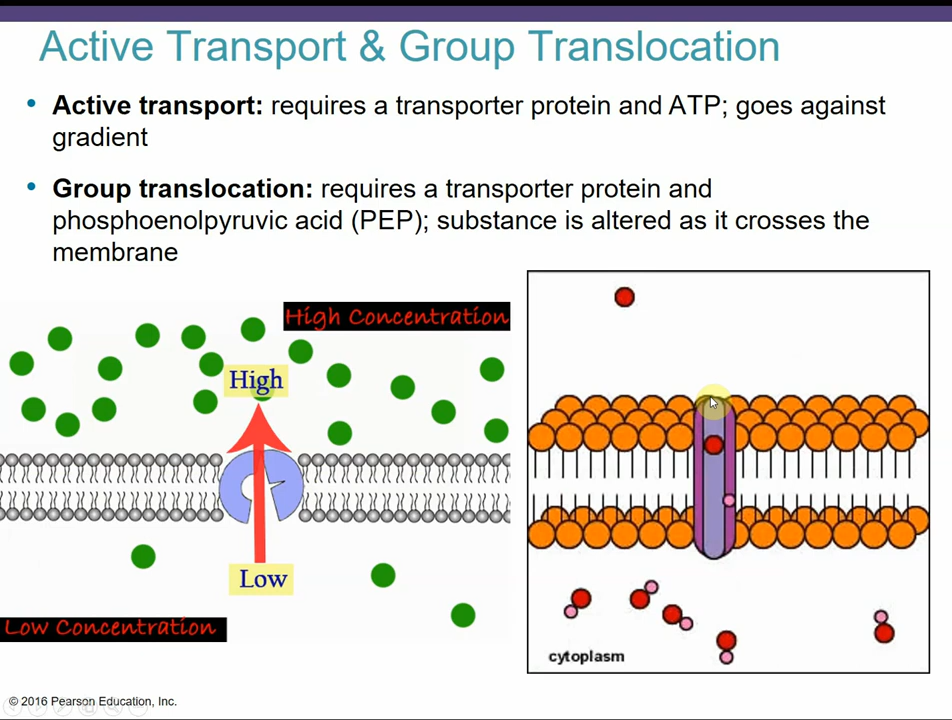 Active Transport & Group Translocation
• Active transport: requires a transporter protein and ATP; goes against
gradient
• Group translocation: requires a transporter protein and
phosphoenolpyruvic acid (PEP); substance is altered as it crosses the
membrane
High Concentration
High
Low
Low Concentration
cytoplasm
© 2016 Pearson Education, Inc.